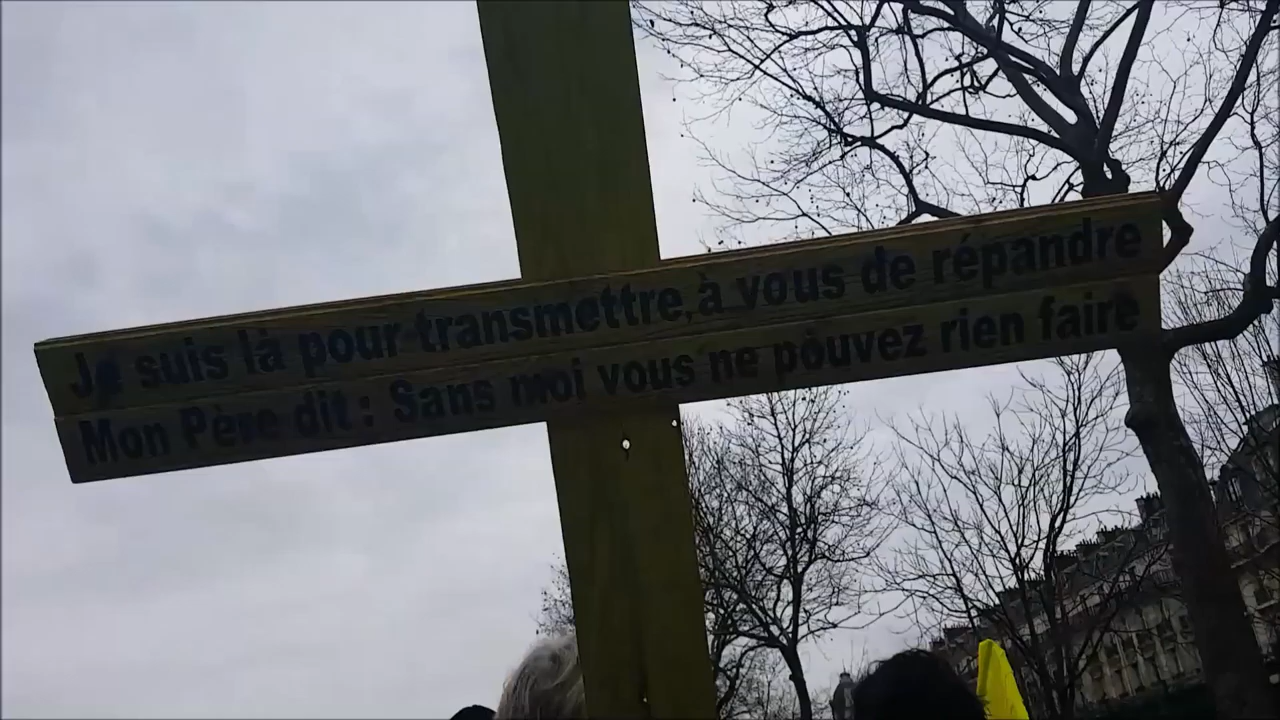 Je suis là pour transmettre, à vous de répandre
Mon Père dit : Sans moi vous ne pouvez rien faire